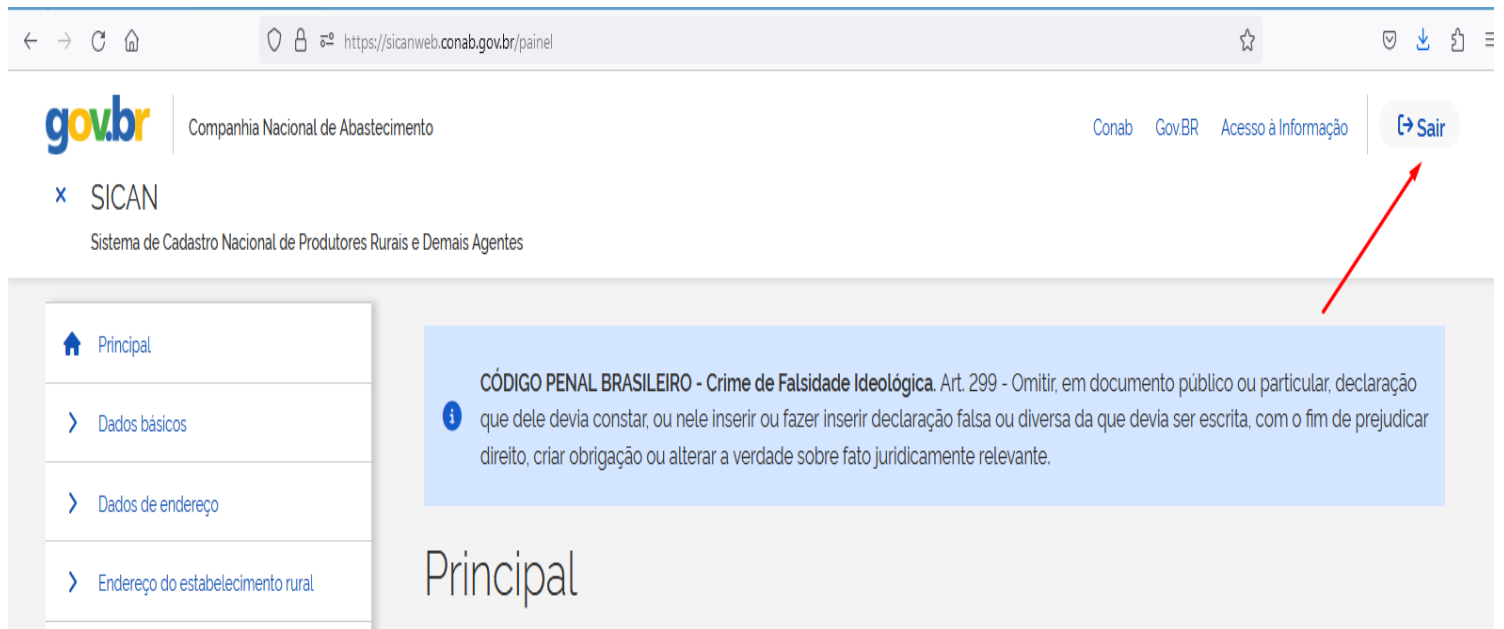 https://sicanweb.conab.gov.br/painel
gov.br
Companhia Nacional de Abastecimento
Conab
Gov.BR
Acesso à Informação
Sair
SICAN
Sistema de Cadastro Nacional de Produtores Rurais e Demais Agentes
Principal
Dados básicos
Dados de endereço
Endereço do estabelecimento rural
CÓDIGO PENAL BRASILEIRO - Crime de Falsidade Ideológica. Art. 299 - Omitir, em documento público ou particular, declaração
que dele devia constar, ou nele inserir ou fazer inserir declaração falsa ou diversa da que devia ser escrita, com o fim de prejudicar
direito, criar obrigação ou alterar a verdade sobre fato juridicamente relevante.
Principal